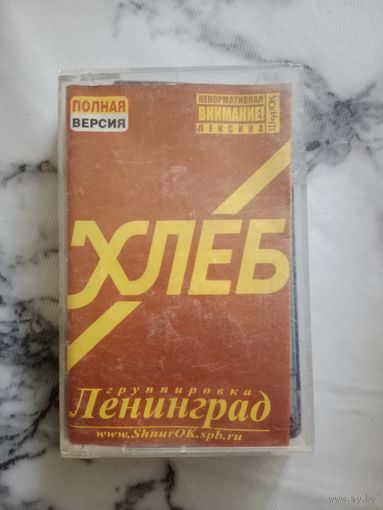 ПОЛНАЯ
ВЕРСИЯ
НЕНОРМАТИВНАЯ
ВНИМАНИЕ!
ЛЕКСИКА
ШнурОК
ХЛЕБ
группировка
Ленинград
www.ShnurOK.spb.ru
www.ay.by